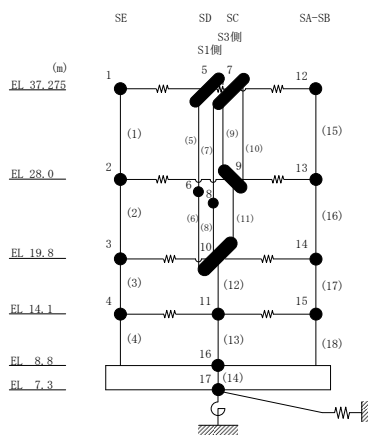 SE SD SC SA-SB
S3側
S1側
(m)
EL 37.275 1 5 7 12
(1) (5) (7) (9) (10) (15)
EL 28.0 2 9 13
6
8
(2) (6) (8) (11) (16)
EL 19.8 3 10 14
(3) (12) (17)
EL 14.1 4 11 15
(4) (13) (18)
EL 8.8 16
EL 7.3 17 (14)